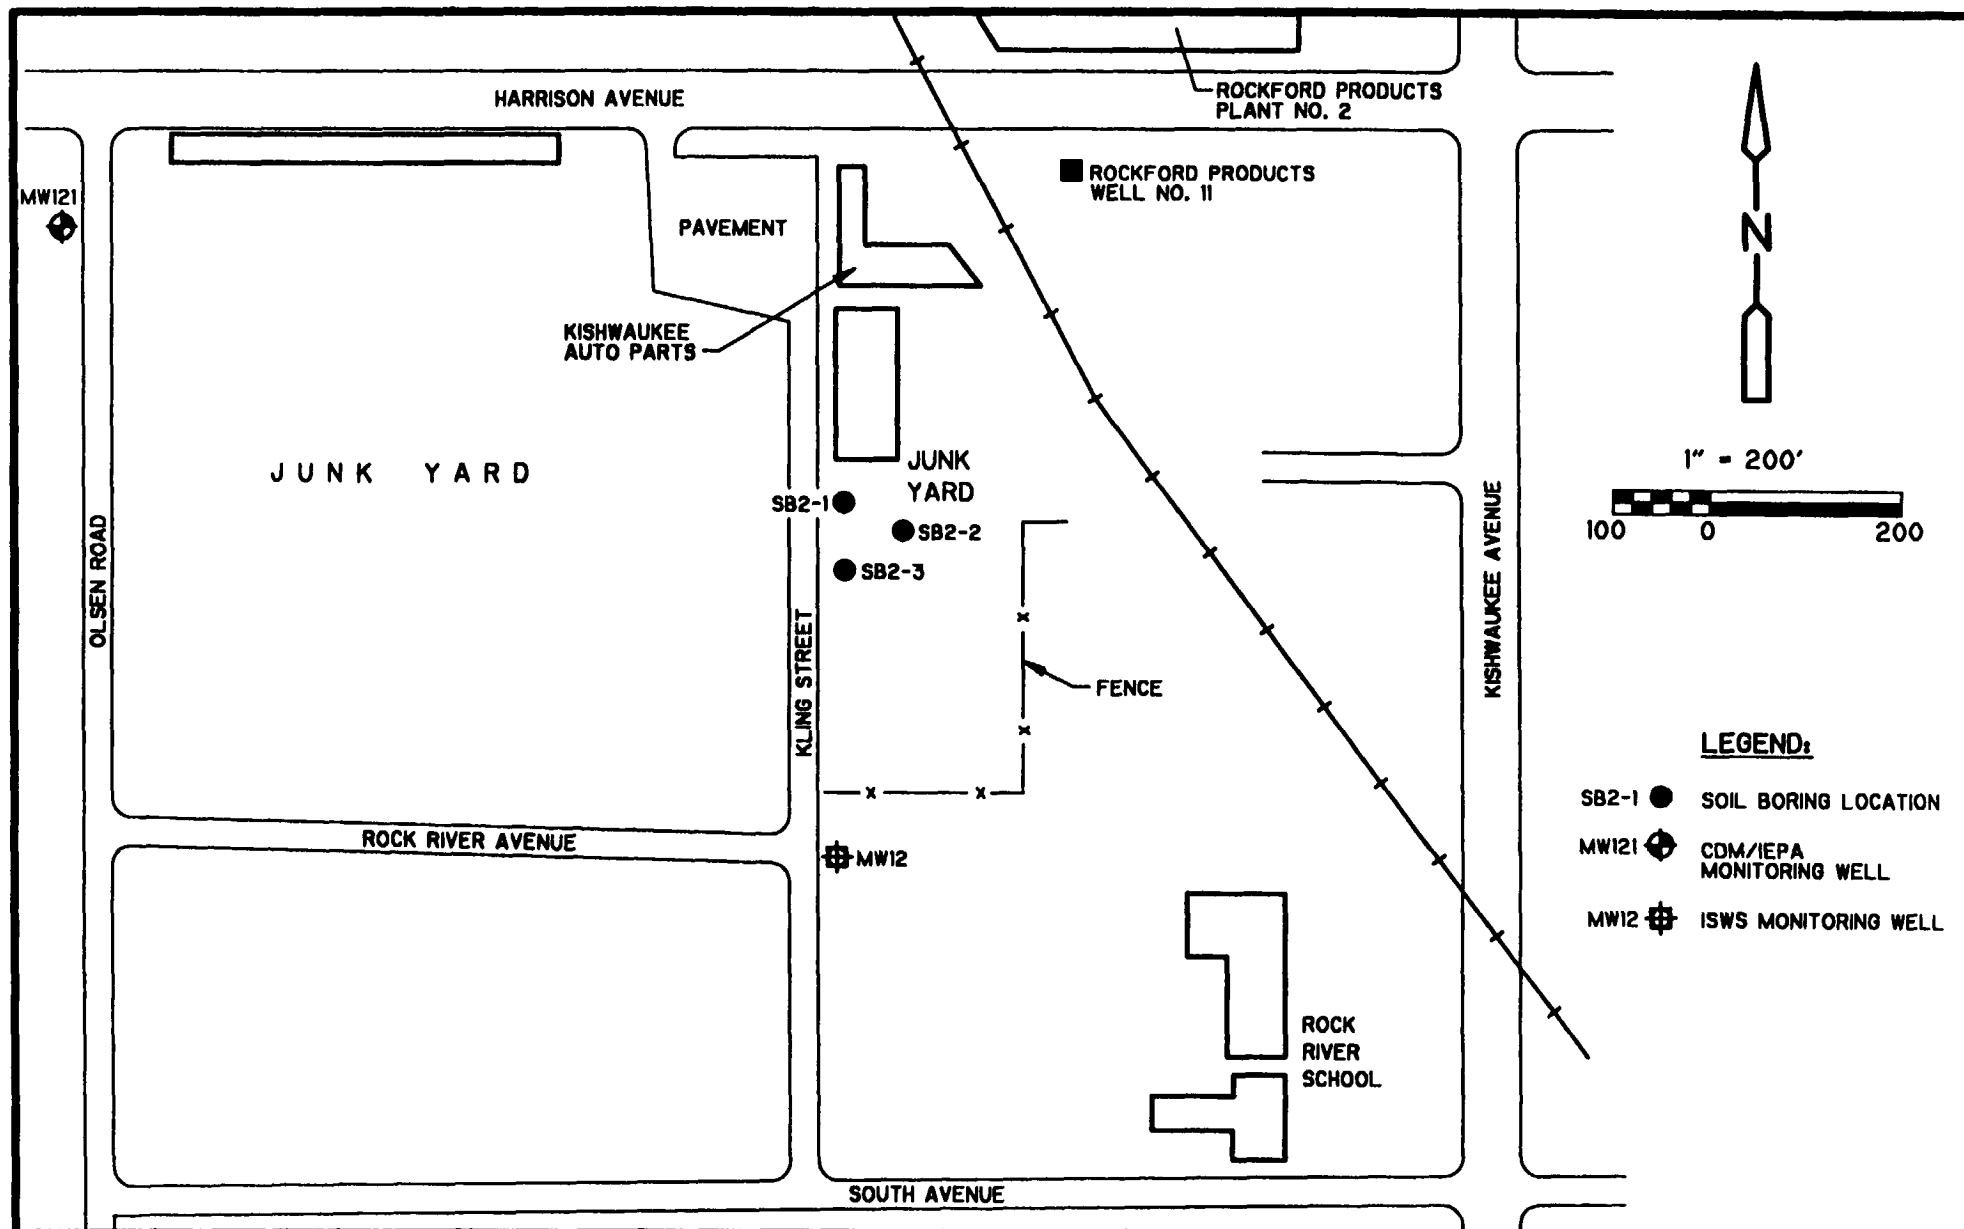 HARRISON AVENUE
ROCKFORD PRODUCTS
PLANT NO. 2
MW121
ROCKFORD PRODUCTS
WELL NO. 11
PAVEMENT
N
KISHWAUKEE
AUTO PARTS
JUNK YARD
JUNK
YARD
1" = 200'
100 0 200
SB2-1
SB2-2
SB2-3
OLSEN ROAD
KLING STREET
KISHWAUKEE AVENUE
FENCE
ROCK RIVER AVENUE
MW12
ROCK
RIVER
SCHOOL
SOUTH AVENUE
LEGEND:
SB2-1 SOIL BORING LOCATION
MW121 CDM/IEPA
MONITORING WELL
MW12 ISWS MONITORING WELL